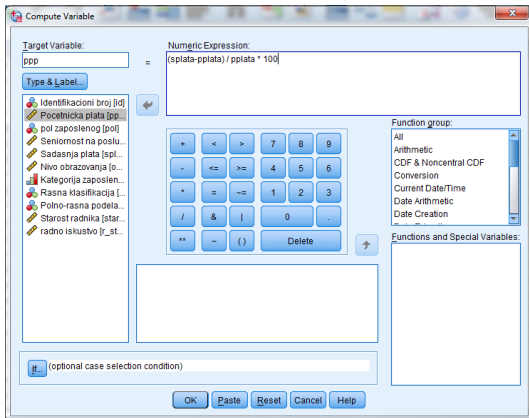 Compute Variable
Target Variable:
ppp
=
Numeric Expression:
(splata-pplata) / pplata * 100
Type & Label...
Identifikacioni broj [id]
Pocetnicka plata [pp...
pol zaposlenog [pol]
Seniornost na poslu...
Sadasnja plata [spl...
Nivo obrazovanja [o...
Kategorija zaposlen...
Rasna klasifikacija [...
Polno-rasna podela...
Starost radnika [star...
radno iskustvo [r_st...
+ < > 7 8 9
- <= >= 4 5 6
* = ~= 1 2 3
/ & | 0 .
** ~ ( ) Delete
Function group:
All
Arithmetic
CDF & Noncentral CDF
Conversion
Current Date/Time
Date Arithmetic
Date Creation
Functions and Special Variables:
If... (optional case selection condition)
OK Paste Reset Cancel Help